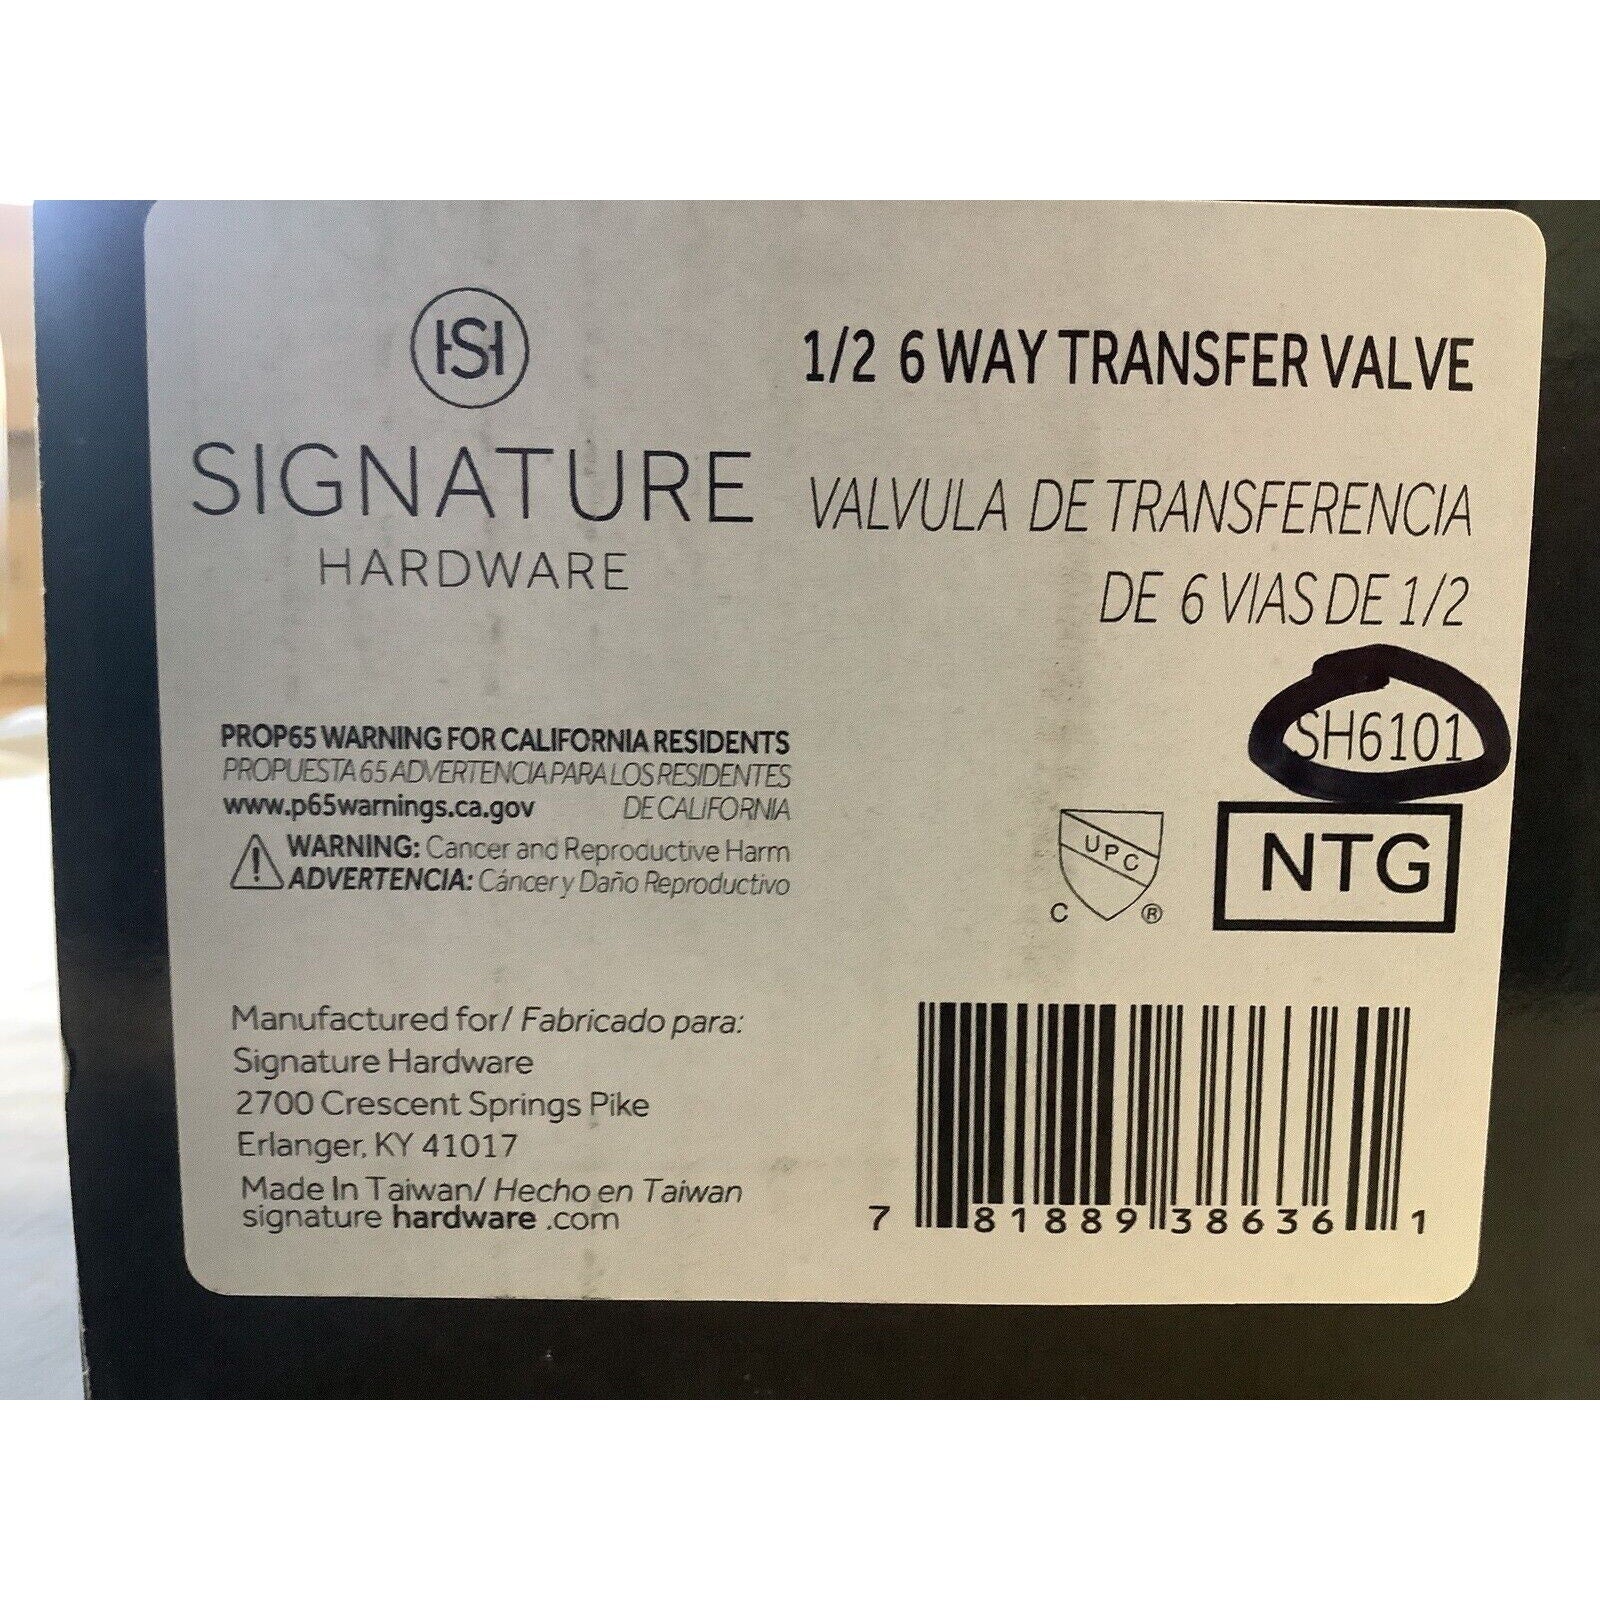 HSH
SIGNATURE
HARDWARE
1/2 6 WAY TRANSFER VALVE
VALVULA DE TRANSFERENCIA
DE 6 VIAS DE 1/2
SH6101
PROP65 WARNING FOR CALIFORNIA RESIDENTS
PROPUESTA 65 ADVERTENCIA PARA LOS RESIDENTES
www.p65warnings.ca.gov DE CALIFORNIA
WARNING: Cancer and Reproductive Harm
ADVERTENCIA: Cáncer y Daño Reproductivo
UPC
C ®
NTG
Manufactured for/ Fabricado para:
Signature Hardware
2700 Crescent Springs Pike
Erlanger, KY 41017
Made In Taiwan/ Hecho en Taiwan
signature hardware .com
7 81889 38636 1